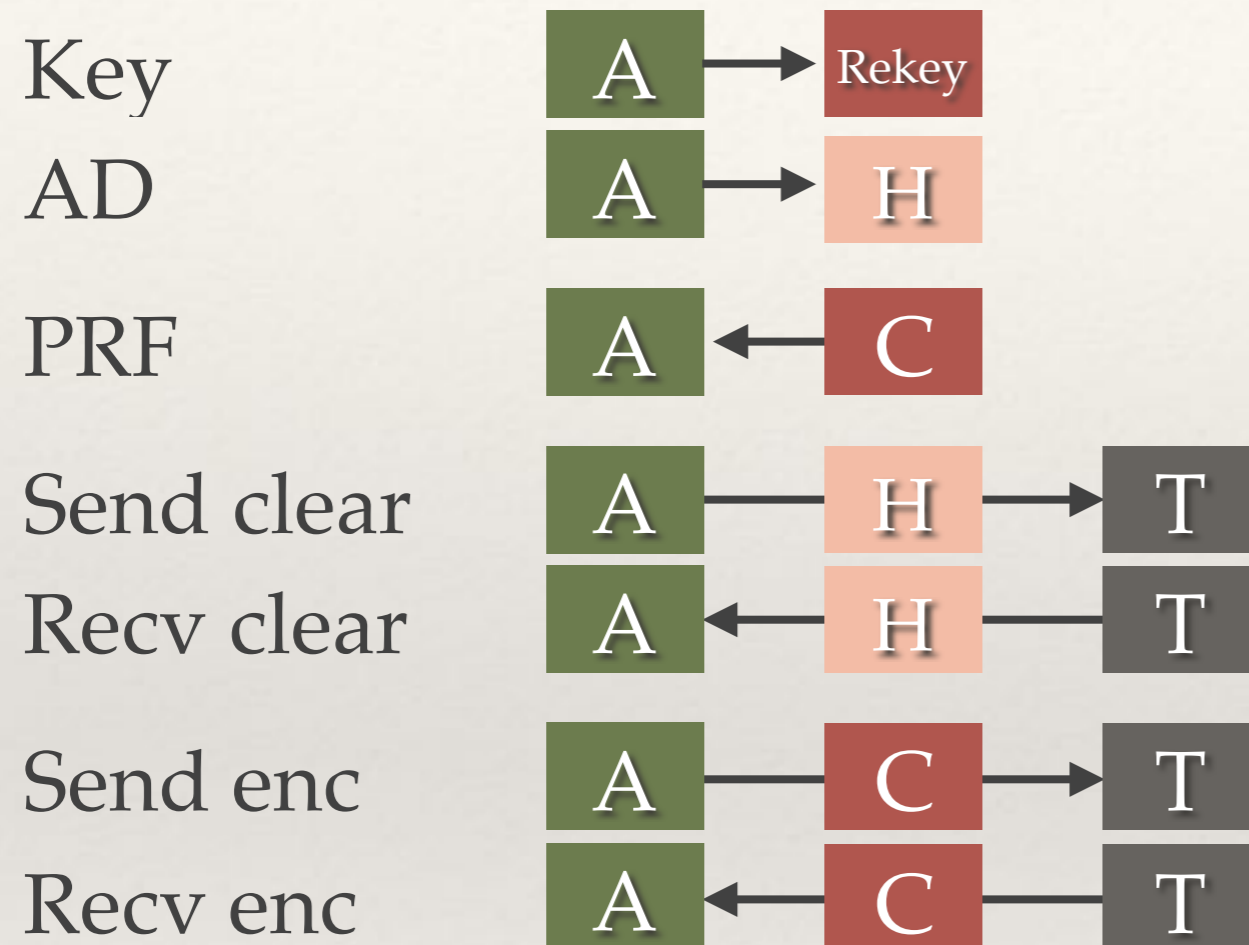 Key A Rekey
AD A H
PRF A C
Send clear A H T
Recv clear A H T
Send enc A C T
Recv enc A C T